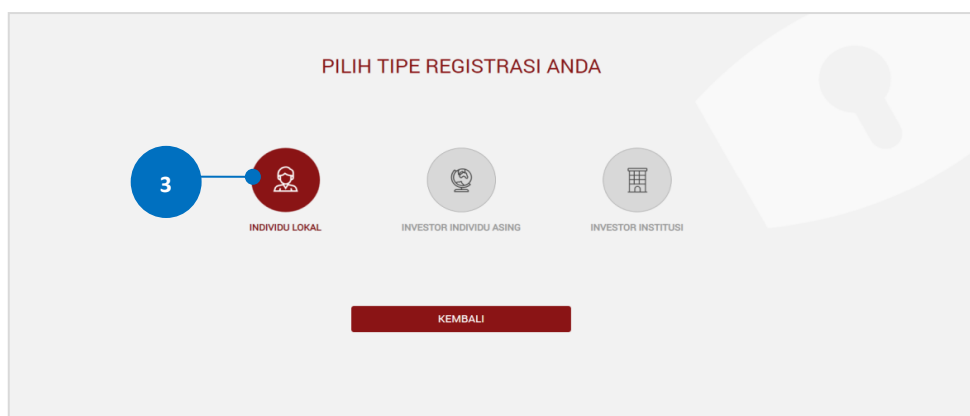 PILIH TIPE REGISTRASI ANDA
3
INDIVIDU LOKAL
INVESTOR INDIVIDU ASING
INVESTOR INSTITUSI
KEMBALI